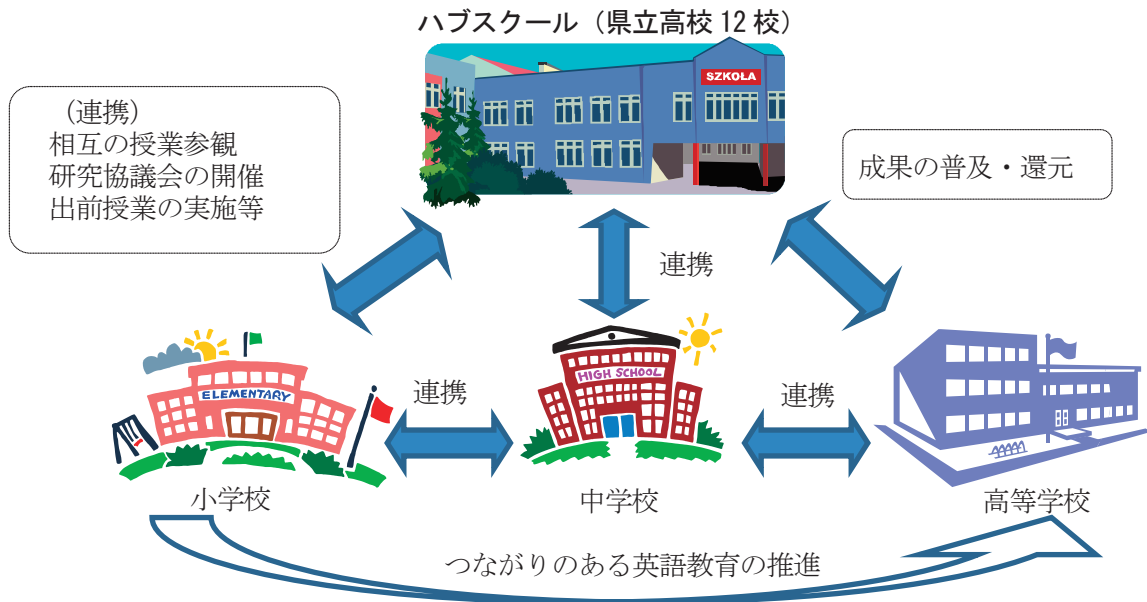 ハブスクール（県立高校 12 校）
SZKOŁA
（連携）
相互の授業参観
研究協議会の開催
出前授業の実施等
成果の普及・還元
連携
ELEMENTARY
HIGH SCHOOL
連携
連携
小学校
中学校
高等学校
つながりのある英語教育の推進